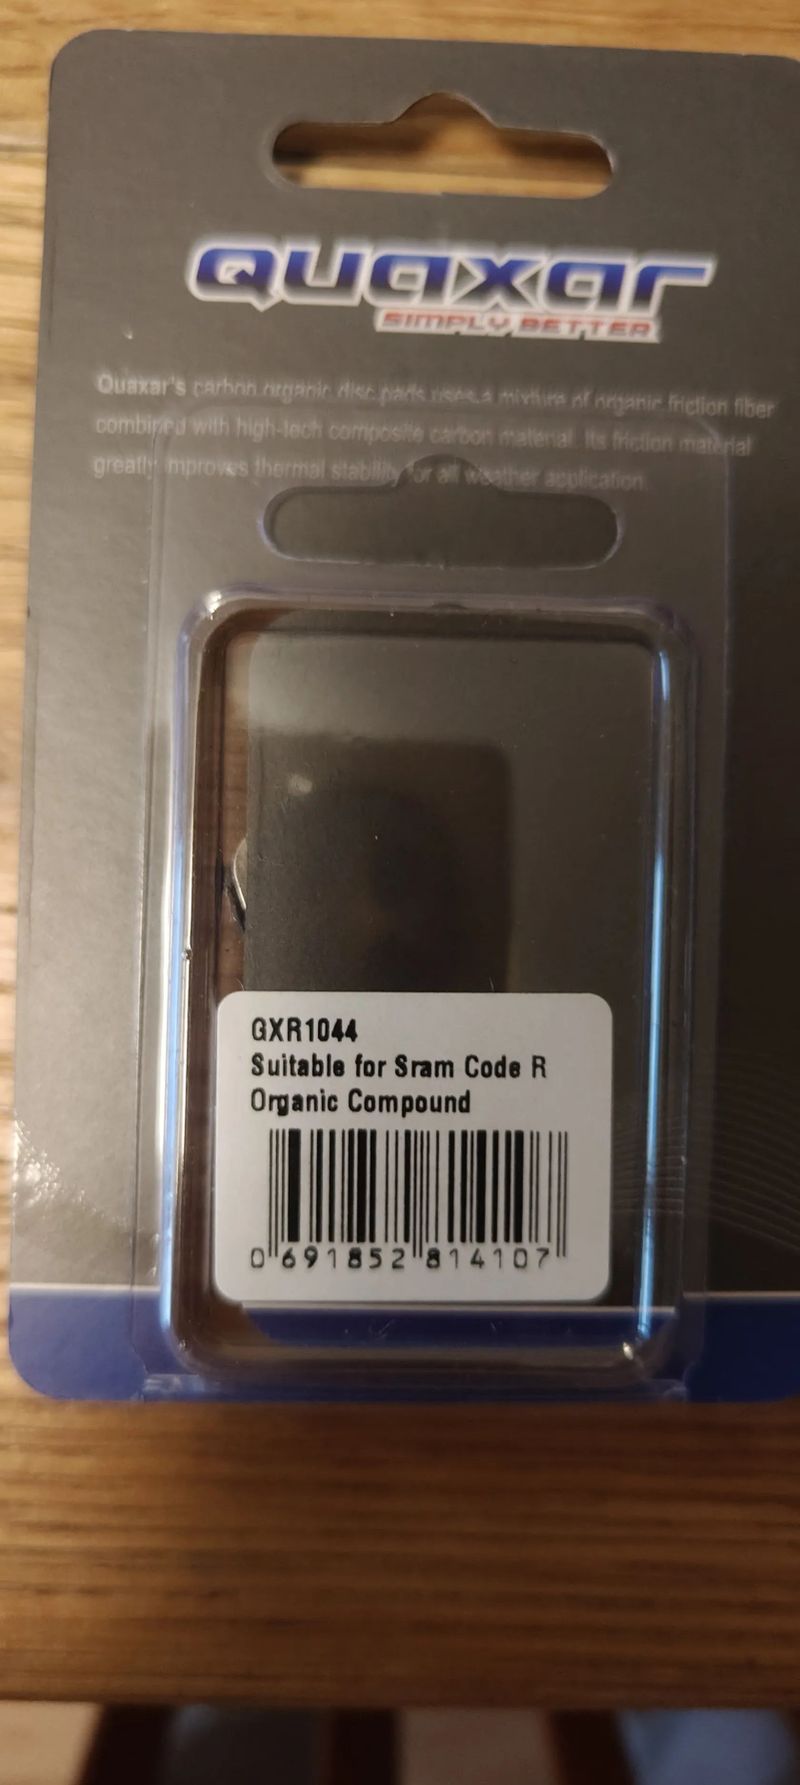 Quaxar
SIMPLY BETTER
Quaxar's carbon organic disc pads uses a mixture of organic friction fiber
combined with high-tech composite carbon material. Its friction material
greatly improves thermal stability for all weather application.
GXR1044
Suitable for Sram Code R
Organic Compound
0 691852 814107